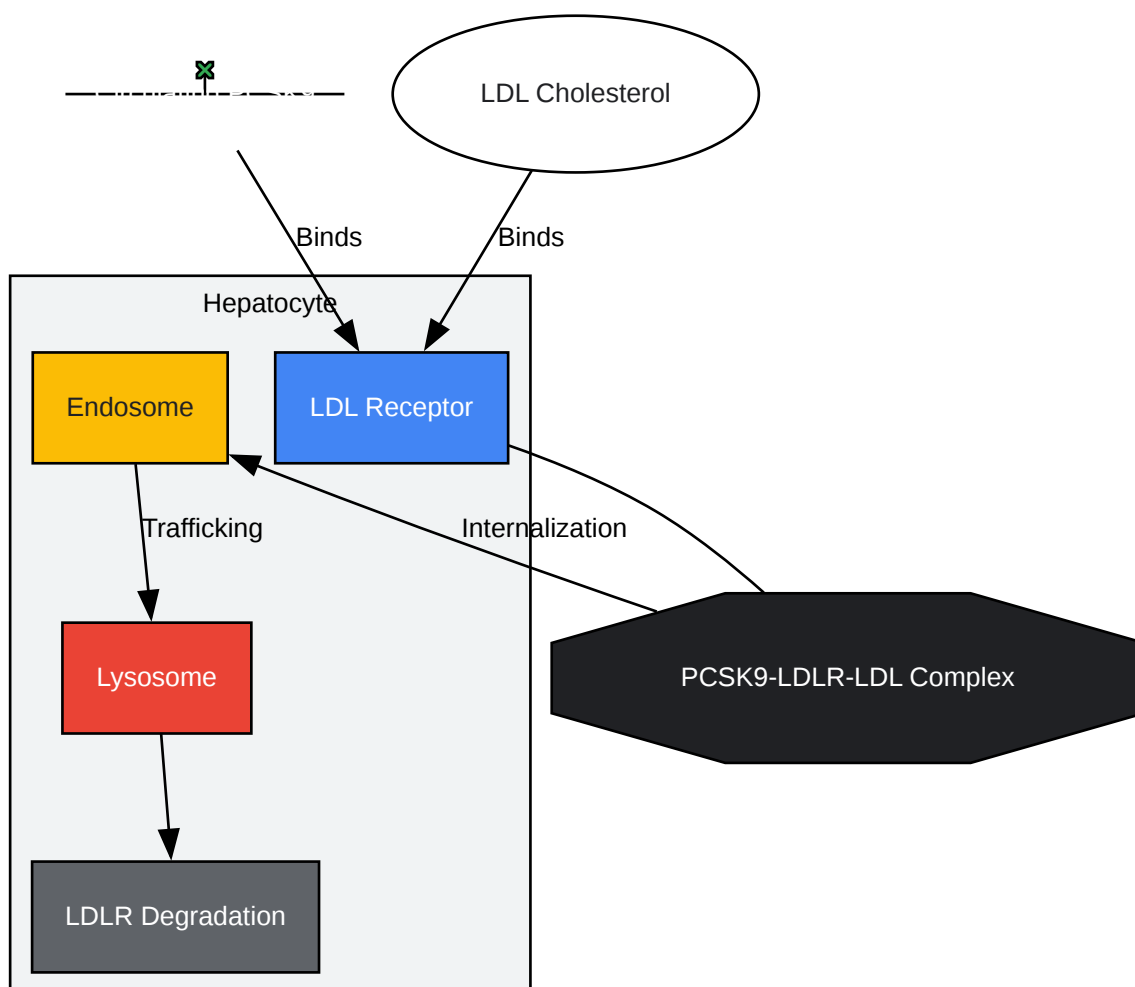 LDL Cholesterol
Binds
Binds
Hepatocyte
Endosome
LDL Receptor
Trafficking
Internalization
Lysosome
PCSK9-LDLR-LDL Complex
LDLR Degradation